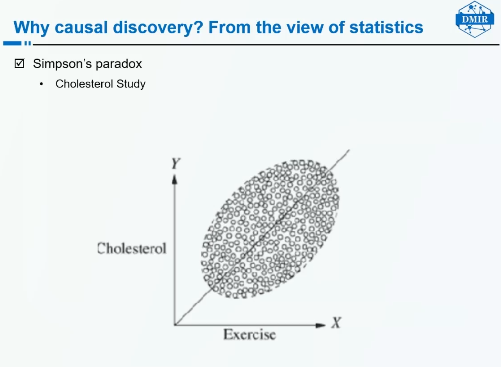 Why causal discovery? From the view of statistics
DMIR
Simpson's paradox
• Cholesterol Study
Y
Cholesterol
X
Exercise